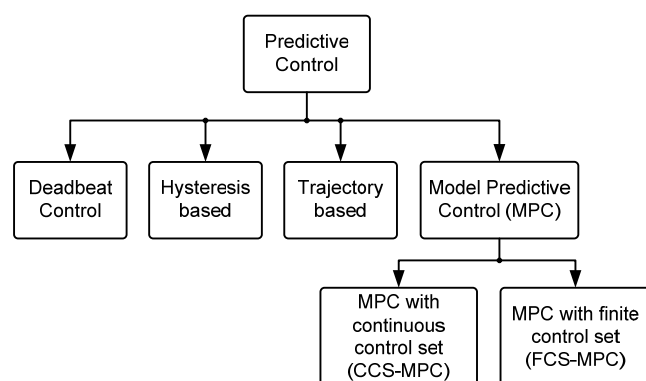 Predictive
Control
Deadbeat
Control
Hysteresis
based
Trajectory
based
Model Predictive
Control (MPC)
MPC with
continuous
control set
(CCS-MPC)
MPC with finite
control set
(FCS-MPC)